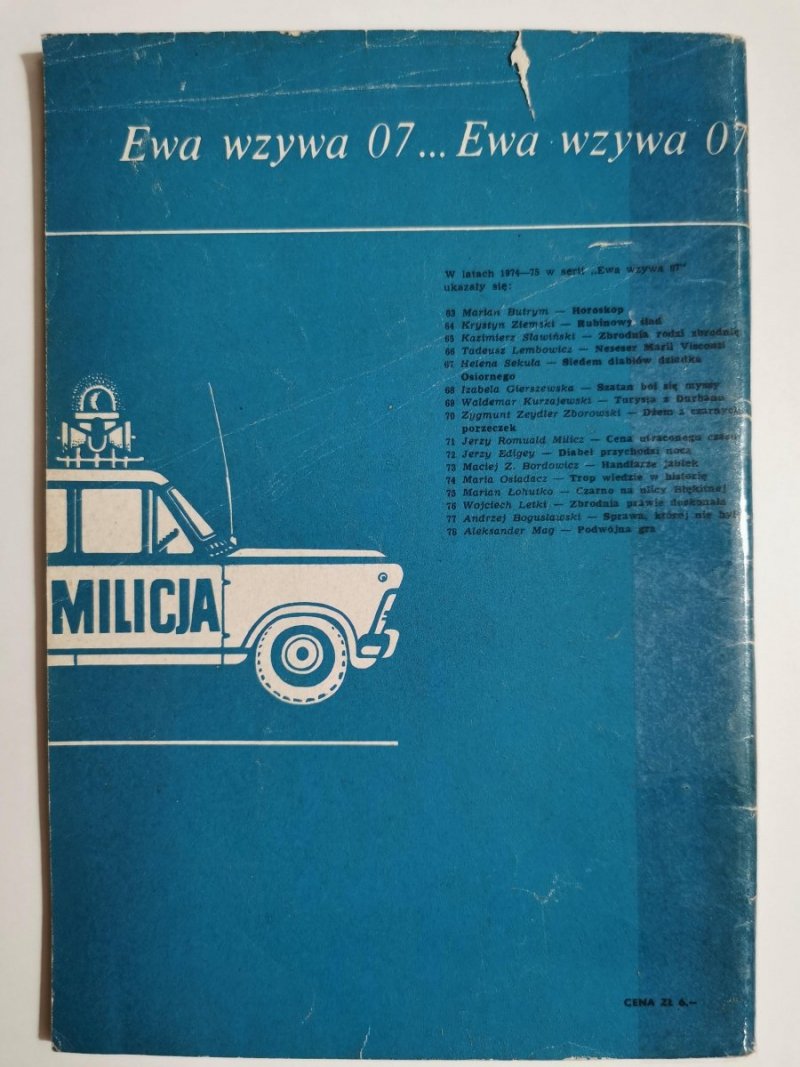 Ewa wzywa 07... Ewa wzywa 07
W latach 1974—75 w serii „Ewa wzywa 07”
ukazały się:
63 Marian Butrym — Horoskop
64 Krystyn Ziemski — Rubinowy ślad
65 Kazimierz Sławiński — Zbrodnia rodzi zbrodnię
66 Tadeusz Lembowicz — Neseser Marii Visconti
67 Helena Sekuła — Siedem diabłów dziadka
Osiornego
68 Izabela Gierszewska — Szatan boi się myszy
69 Waldemar Kurzajewski — Turysta z Durbanu
70 Zygmunt Zeydler Zborowski — Dżem z czarnych
porzeczek
71 Jerzy Romuald Milicz — Cena utraconego czasu
72 Jerzy Edigey — Diabeł przychodzi nocą
73 Maciej Z. Bordowicz — Handlarze jabłek
74 Maria Osiadacz — Trop wiedzie w historię
75 Marian Łohutko — Czarno na ulicy Błękitnej
76 Wojciech Letki — Zbrodnia prawie doskonała
77 Andrzej Bogusławski — Sprawa, której nie
78 Aleksander Mag — Podwójna gra
MILICJA
CENA ZŁ 6.—